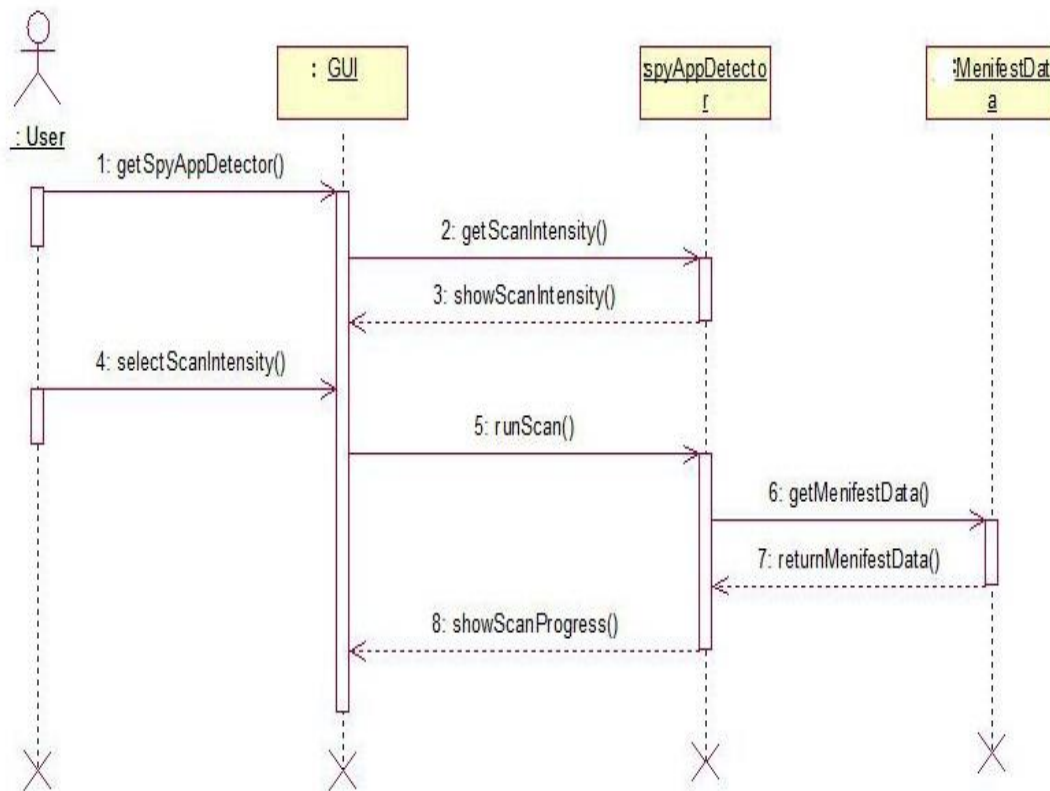 : GUI
:spyAppDetecto
r
:MenifestDat
a
: User
1: getSpyAppDetector()
2: getScanIntensity()
3: showScanIntensity()
4: selectScanIntensity()
5: runScan()
6: getMenifestData()
7: returnMenifestData()
8: showScanProgress()